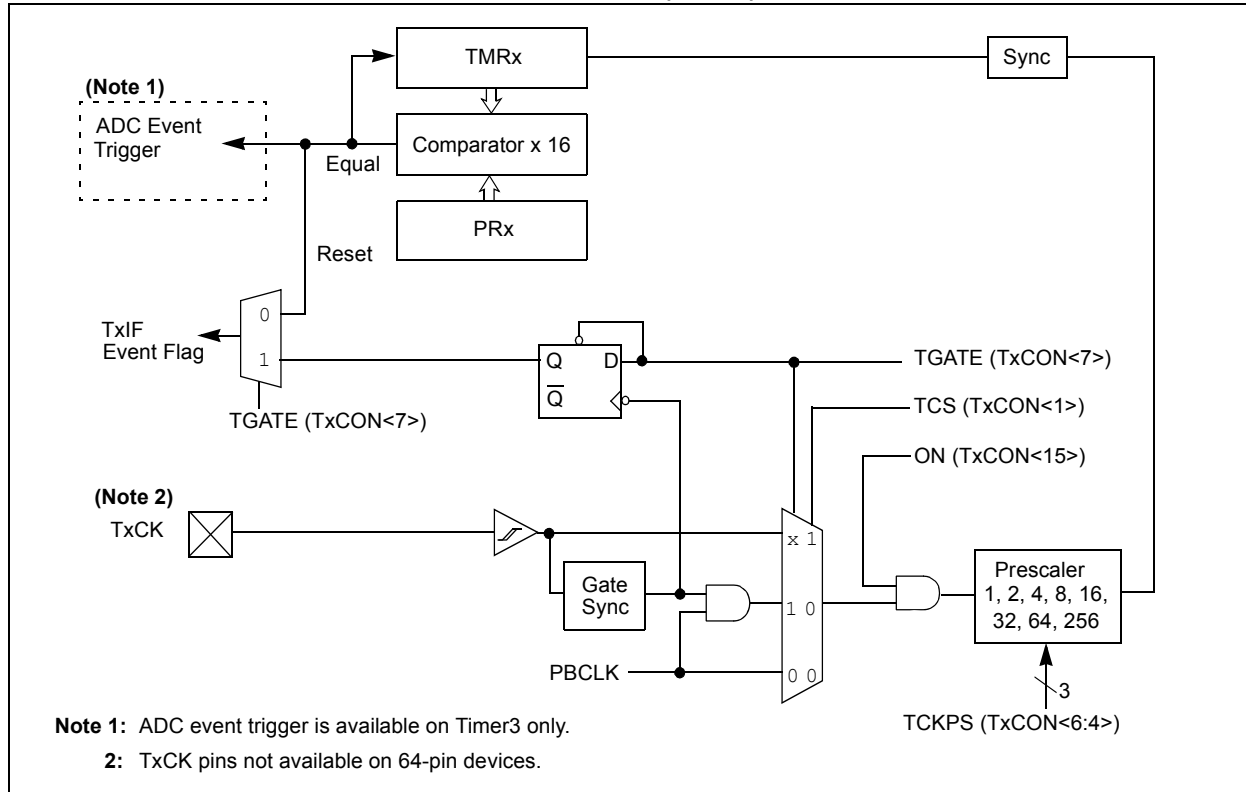 TMRx
Sync
(Note 1)
ADC Event
Trigger
Equal
Comparator x 16
PRx
Reset
0
1
TxIF
Event Flag
TGATE (TxCON<7>)
Q
D
Q
TGATE (TxCON<7>)
TCS (TxCON<1>)
ON (TxCON<15>)
(Note 2)
TxCK
x 1
Gate
Sync
1 0
PBCLK
0 0
Prescaler
1, 2, 4, 8, 16,
32, 64, 256
3
TCKPS (TxCON<6:4>)
Note 1: ADC event trigger is available on Timer3 only.
2: TxCK pins not available on 64-pin devices.